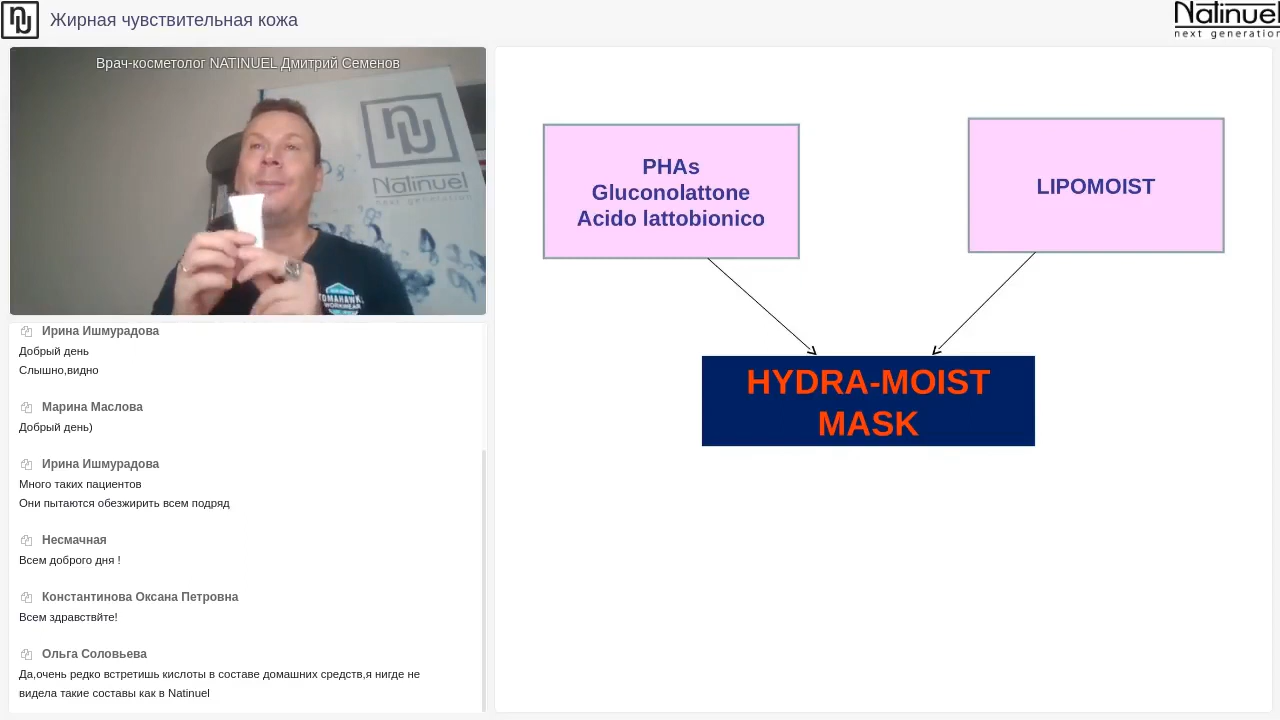 Жирная чувствительная кожа
Natinuel
next generation
Врач-косметолог NATINUEL Дмитрий Семенов
Natinuel
next generation
TOMAHAWK
WORKWEAR
Ирина Ишмурадова
Добрый день
Слышно,видно
Марина Маслова
Добрый день)
Ирина Ишмурадова
Много таких пациентов
Они пытаются обезжирить всем подряд
Несмачная
Всем доброго дня !
Константинова Оксана Петровна
Всем здравствйте!
Ольга Соловьева
Да,очень редко встретишь кислоты в составе домашних средств,я нигде не
видела такие составы как в Natinuel
PHAs
Gluconolattone
Acido lattobionico
LIPOMOIST
HYDRA-MOIST
MASK